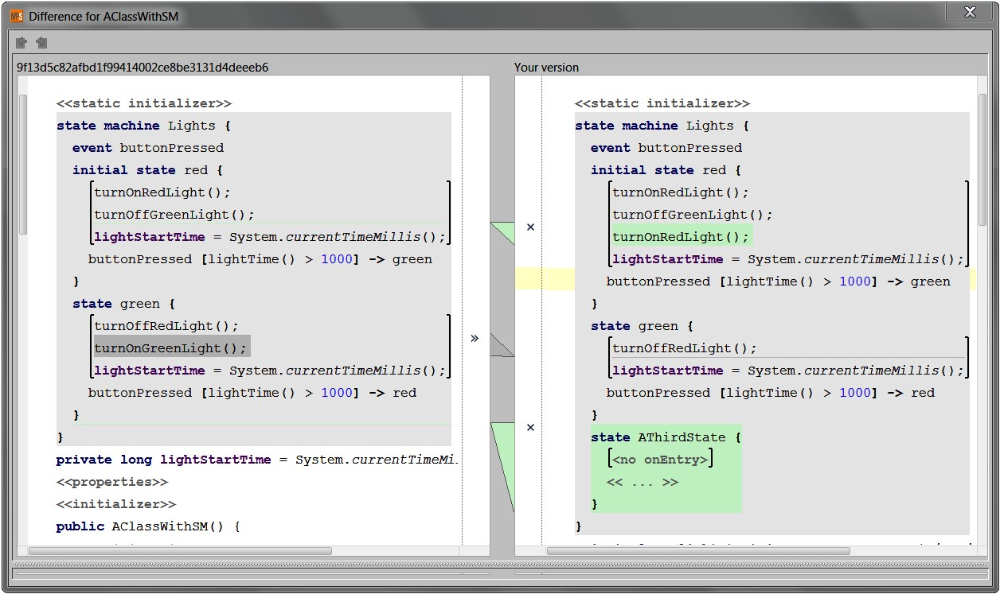 Difference for AClassWithSM
9f13d5c82afbd1f99414002ce8be3131d4deeeb6
<<static initializer>>
state machine Lights {
event buttonPressed
initial state red {
turnOnRedLight();
turnOffGreenLight();
lightStartTime = System.currentTimeMillis();
buttonPressed [lightTime() > 1000] -> green
}
state green {
turnOffRedLight();
turnOnGreenLight();
lightStartTime = System.currentTimeMillis();
buttonPressed [lightTime() > 1000] -> red
}
}
private long lightStartTime = System.currentTimeMi.
<<properties>>
<<initializer>>
public AClassWithSM() {
Your version
<<static initializer>>
state machine Lights {
event buttonPressed
initial state red {
turnOnRedLight();
turnOffGreenLight();
turnOnRedLight();
lightStartTime = System.currentTimeMillis();
buttonPressed [lightTime() > 1000] -> green
}
state green {
turnOffRedLight();
lightStartTime = System.currentTimeMillis();
buttonPressed [lightTime() > 1000] -> red
}
state AThirdState {
[<no onEntry>]
<< ... >>
}
}